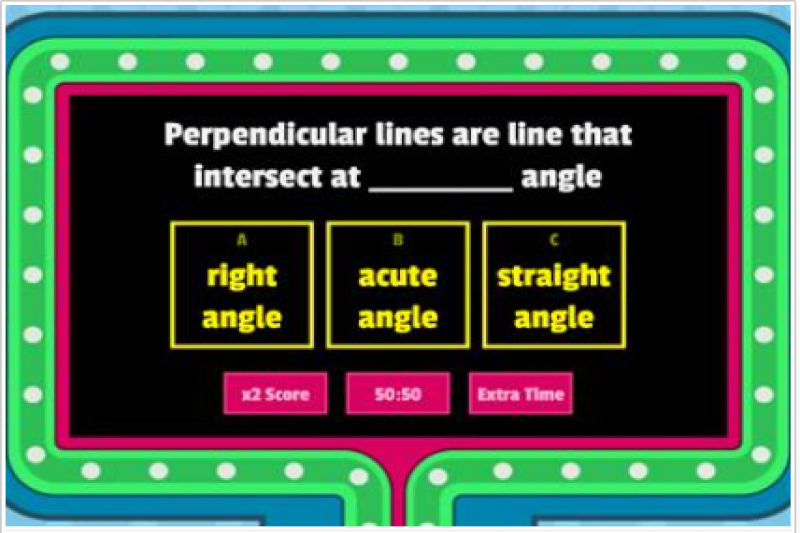 Perpendicular lines are line that
intersect at _________ angle
A
right
angle
B
acute
angle
C
straight
angle
x2 Score
50:50
Extra Time